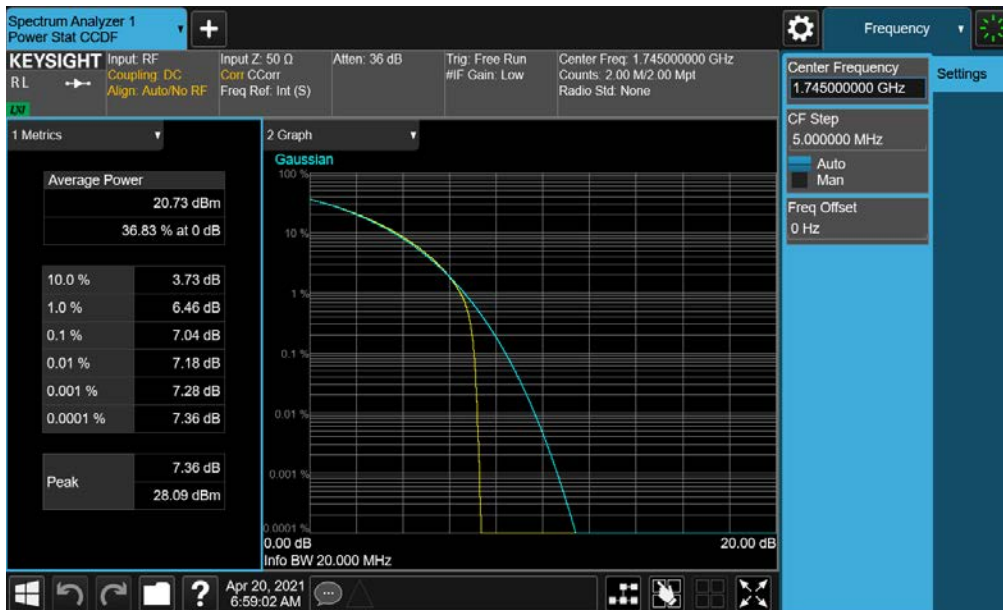 Spectrum Analyzer 1
Power Stat CCDF
+
Frequency
KEYSIGHT
RL
LXI
Input: RF
Coupling: DC
Align: Auto/No RF
Input Z: 50 Ω
Corr CCorr
Freq Ref: Int (S)
Atten: 36 dB
Trig: Free Run
#IF Gain: Low
Center Freq: 1.745000000 GHz
Counts: 2.00 M/2.00 Mpt
Radio Std: None
Center Frequency
1.745000000 GHz
Settings
CF Step
5.000000 MHz
Auto
Man
Freq Offset
0 Hz
1 Metrics
Average Power
20.73 dBm
36.83 % at 0 dB
10.0 % 3.73 dB
1.0 % 6.46 dB
0.1 % 7.04 dB
0.01 % 7.18 dB
0.001 % 7.28 dB
0.0001 % 7.36 dB
Peak
7.36 dB
28.09 dBm
2 Graph
Gaussian
100 %
10 %
1 %
0.1 %
0.01 %
0.001 %
0.0001 %
0.00 dB 20.00 dB
Info BW 20.000 MHz
?
Apr 20, 2021
6:59:02 AM